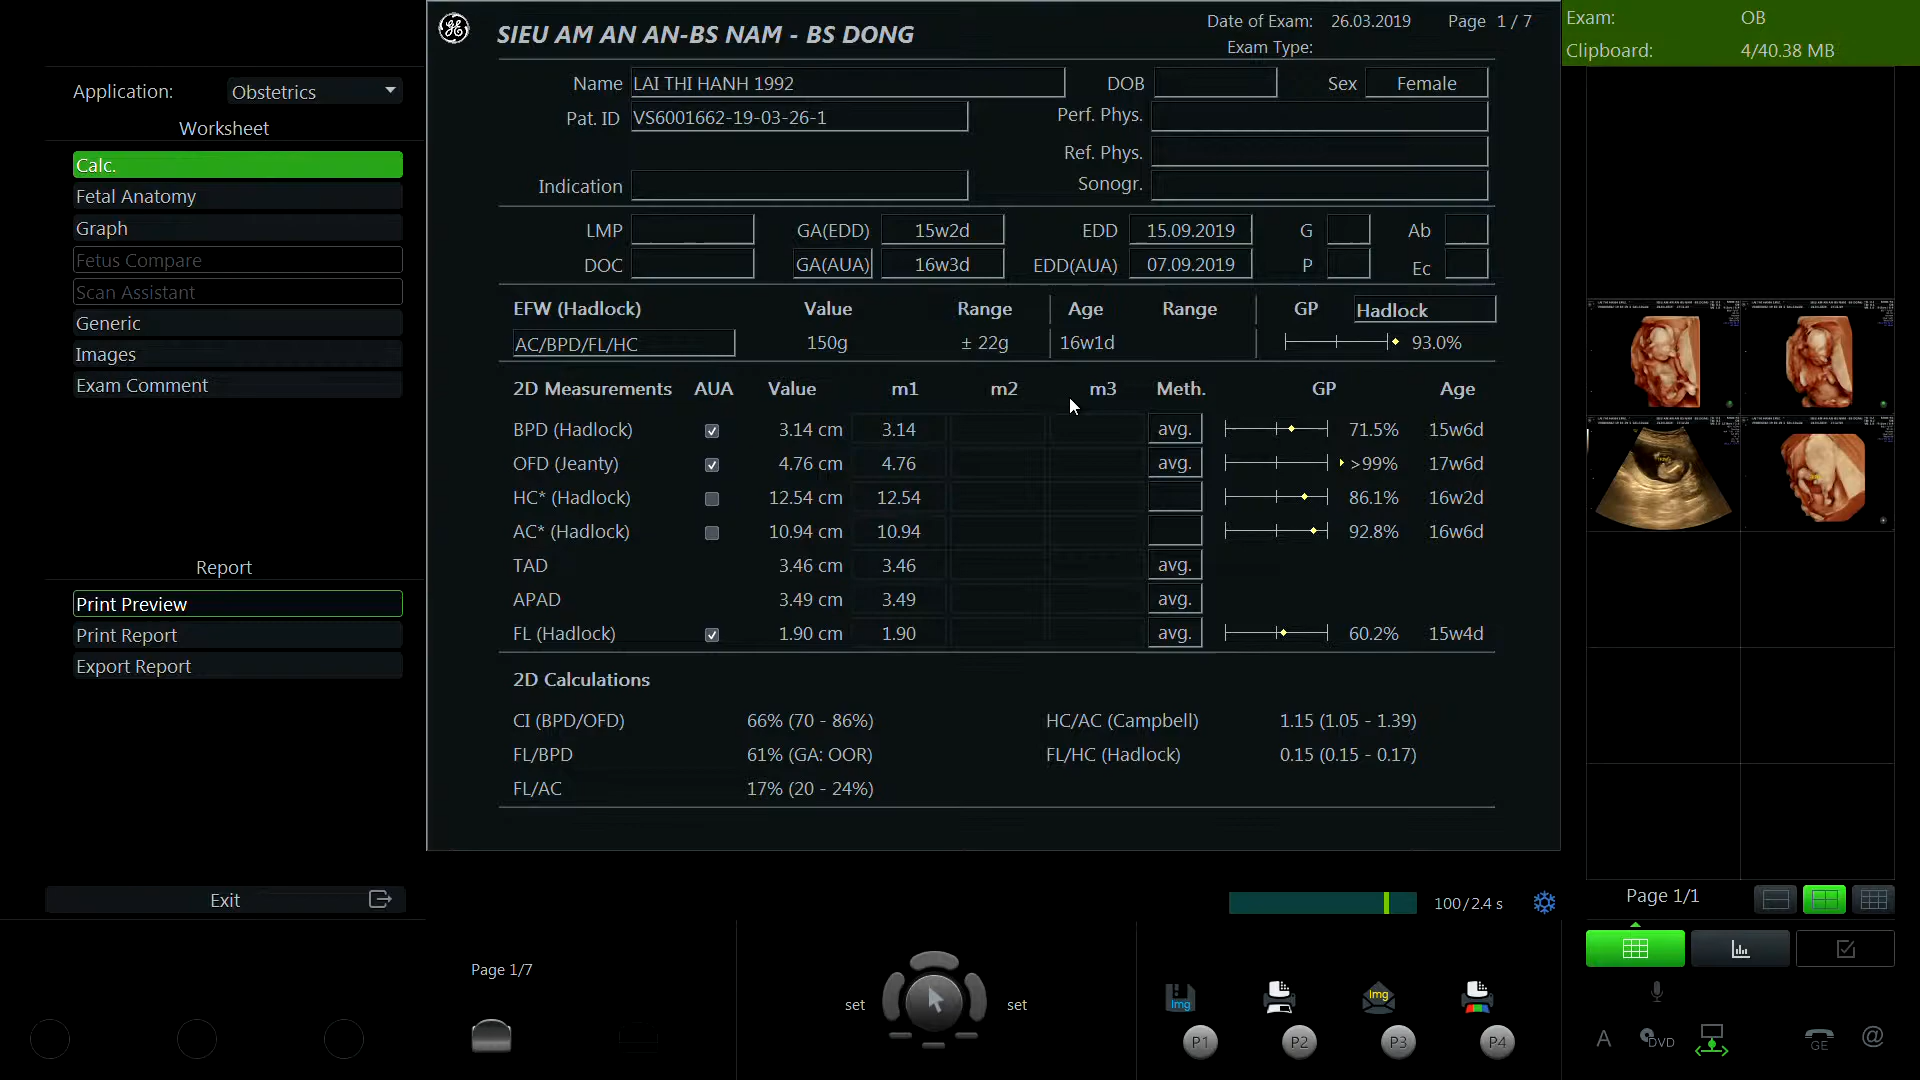 SIEU AM AN AN-BS NAM - BS DONG
Date of Exam: 26.03.2019 Page 1 / 7
Exam Type:
Exam: OB
Clipboard: 4/40.38 MB
Application: Obstetrics
Worksheet
Calc.
Fetal Anatomy
Graph
Fetus Compare
Scan Assistant
Generic
Images
Exam Comment
Report
Print Preview
Print Report
Export Report
Exit
Name LAI THI HANH 1992 DOB Sex Female
Pat. ID VS6001662-19-03-26-1 Perf. Phys.
Ref. Phys.
Indication Sonogr.
LMP GA(EDD) 15w2d EDD 15.09.2019 G Ab
DOC GA(AUA) 16w3d EDD(AUA) 07.09.2019 P Ec
EFW (Hadlock) Value Range Age Range GP Hadlock
AC/BPD/FL/HC 150g ± 22g 16w1d 93.0%
2D Measurements AUA Value m1 m2 m3 Meth. GP Age
BPD (Hadlock) 3.14 cm 3.14 avg. 71.5% 15w6d
OFD (Jeanty) 4.76 cm 4.76 avg. >99% 17w6d
HC* (Hadlock) 12.54 cm 12.54 86.1% 16w2d
AC* (Hadlock) 10.94 cm 10.94 92.8% 16w6d
TAD 3.46 cm 3.46 avg.
APAD 3.49 cm 3.49 avg.
FL (Hadlock) 1.90 cm 1.90 avg. 60.2% 15w4d
2D Calculations
CI (BPD/OFD) 66% (70 - 86%) HC/AC (Campbell) 1.15 (1.05 - 1.39)
FL/BPD 61% (GA: OOR) FL/HC (Hadlock) 0.15 (0.15 - 0.17)
FL/AC 17% (20 - 24%)
100/2.4 s
Page 1/1
Page 1/7
set set
Img Img
P1 P2 P3 P4
A DVD GE @